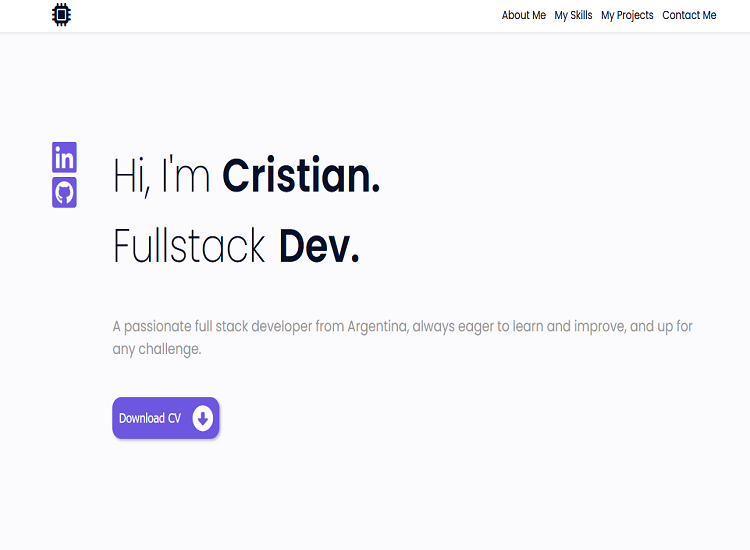 About Me My Skills My Projects Contact Me
in
Hi, I'm Cristian.
Fullstack Dev.
A passionate full stack developer from Argentina, always eager to learn and improve, and up for
any challenge.
Download CV